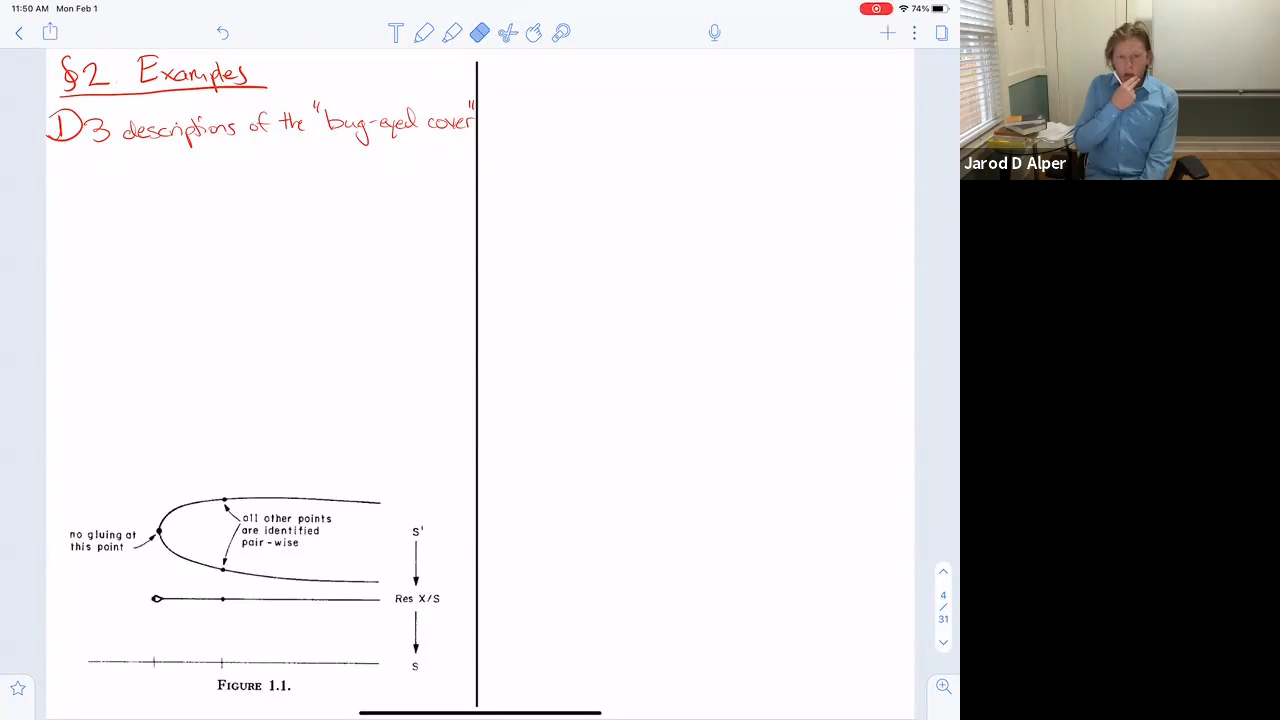 11:50 AM Mon Feb 1
74%
§2. Examples
① 3 descriptions of the "bug-eyed cover"
Jarod D Alper
4
/
31
no gluing at
this point
all other points
are identified
pair-wise
S'
Res X/S
S
FIGURE 1.1.